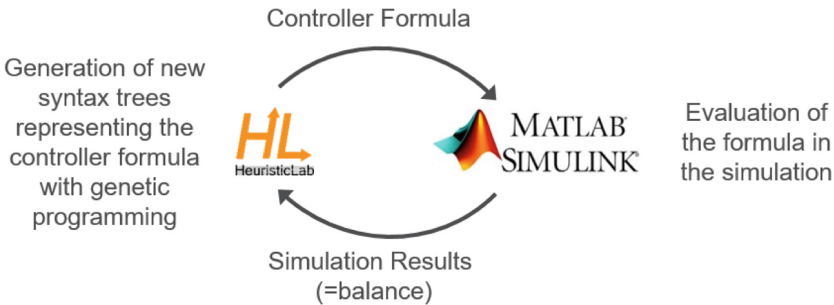 Controller Formula
Generation of new
syntax trees
representing the
controller formula
with genetic
programming
HL
HeuristicLab
MATLAB®
SIMULINK®
Evaluation of
the formula in
the simulation
Simulation Results
(=balance)